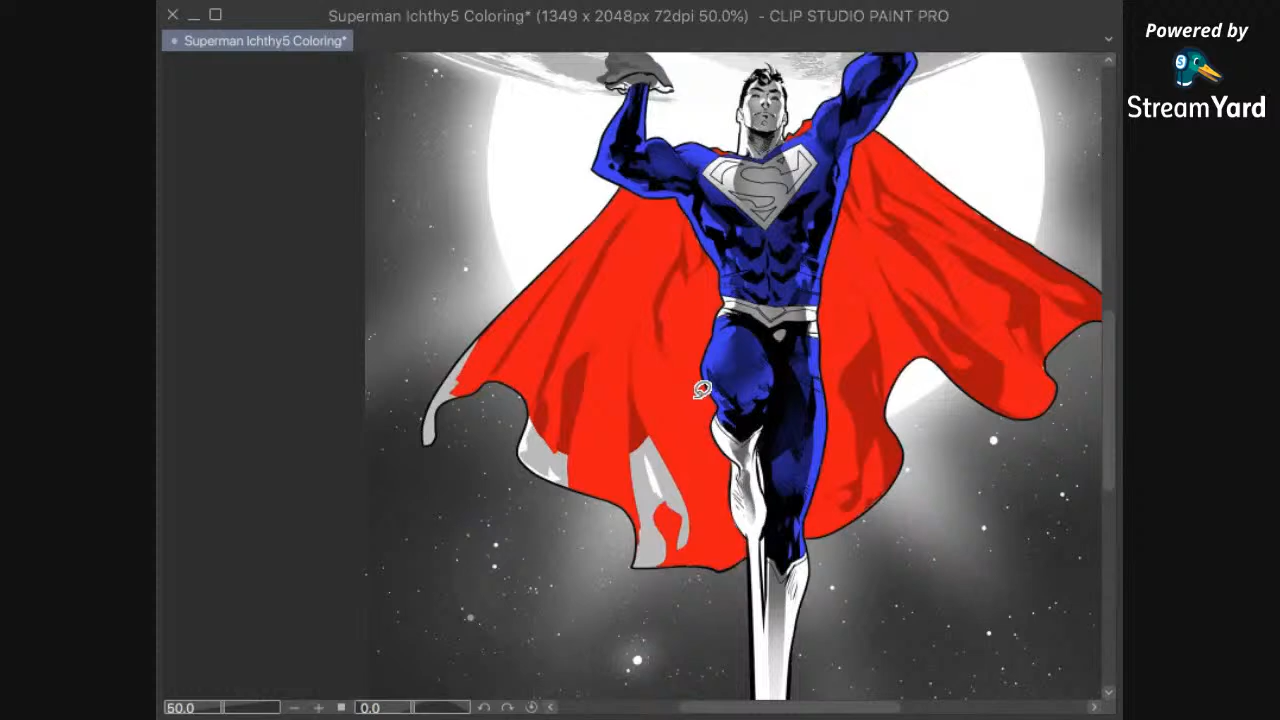 Superman Ichthy5 Coloring* (1349 x 2048px 72dpi 50.0%) - CLIP STUDIO PAINT PRO
Superman Ichthy5 Coloring*
Powered by
StreamYard
S
50.0
0.0